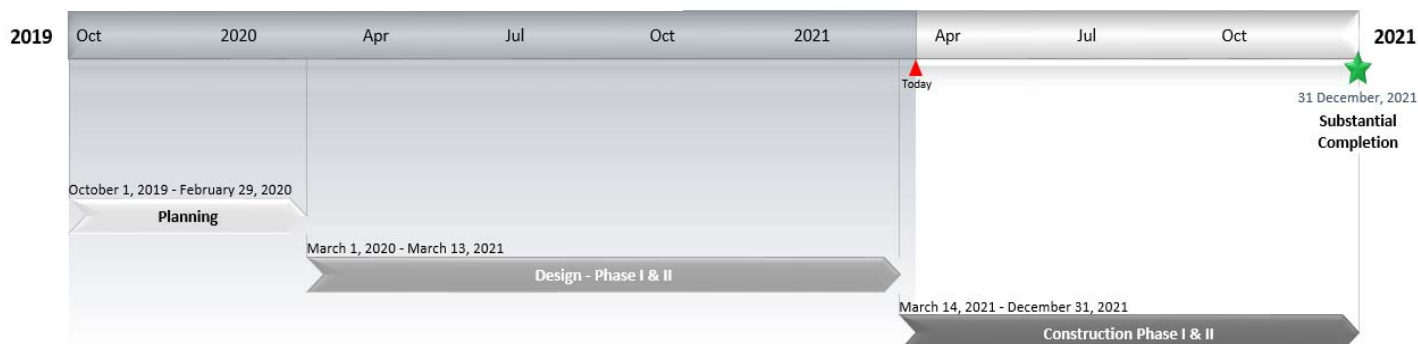 2019 Oct 2020 Apr Jul Oct 2021 Apr Jul Oct 2021
Today
31 December, 2021
Substantial
Completion
October 1, 2019 - February 29, 2020
Planning
March 1, 2020 - March 13, 2021
Design - Phase I & II
March 14, 2021 - December 31, 2021
Construction Phase I & II